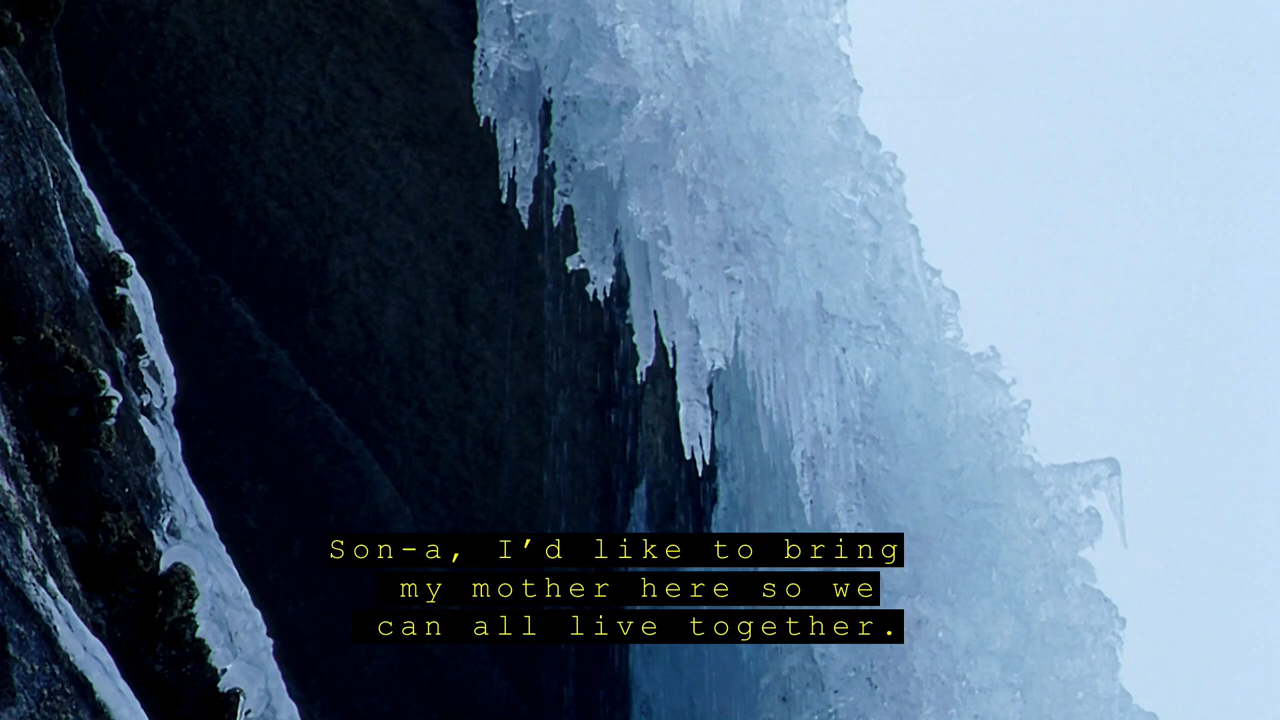 Son-a, I’d like to bring
my mother here so we
can all live together.